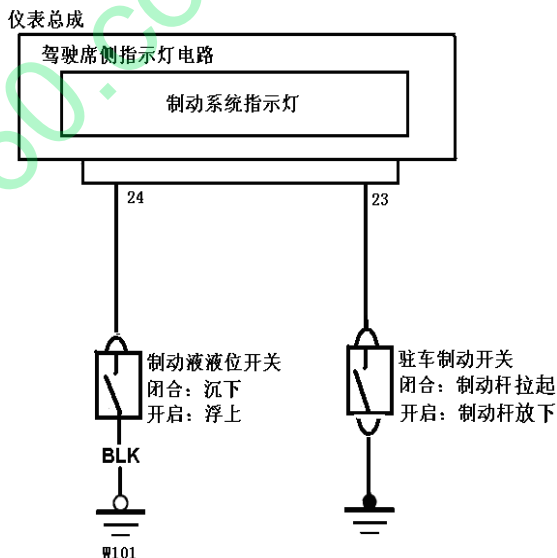 仪表总成
驾驶席侧指示灯电路
制动系统指示灯
24
23
制动液液位开关
闭合：沉下
开启：浮上
驻车制动开关
闭合：制动杆拉起
开启：制动杆放下
BLK
W101